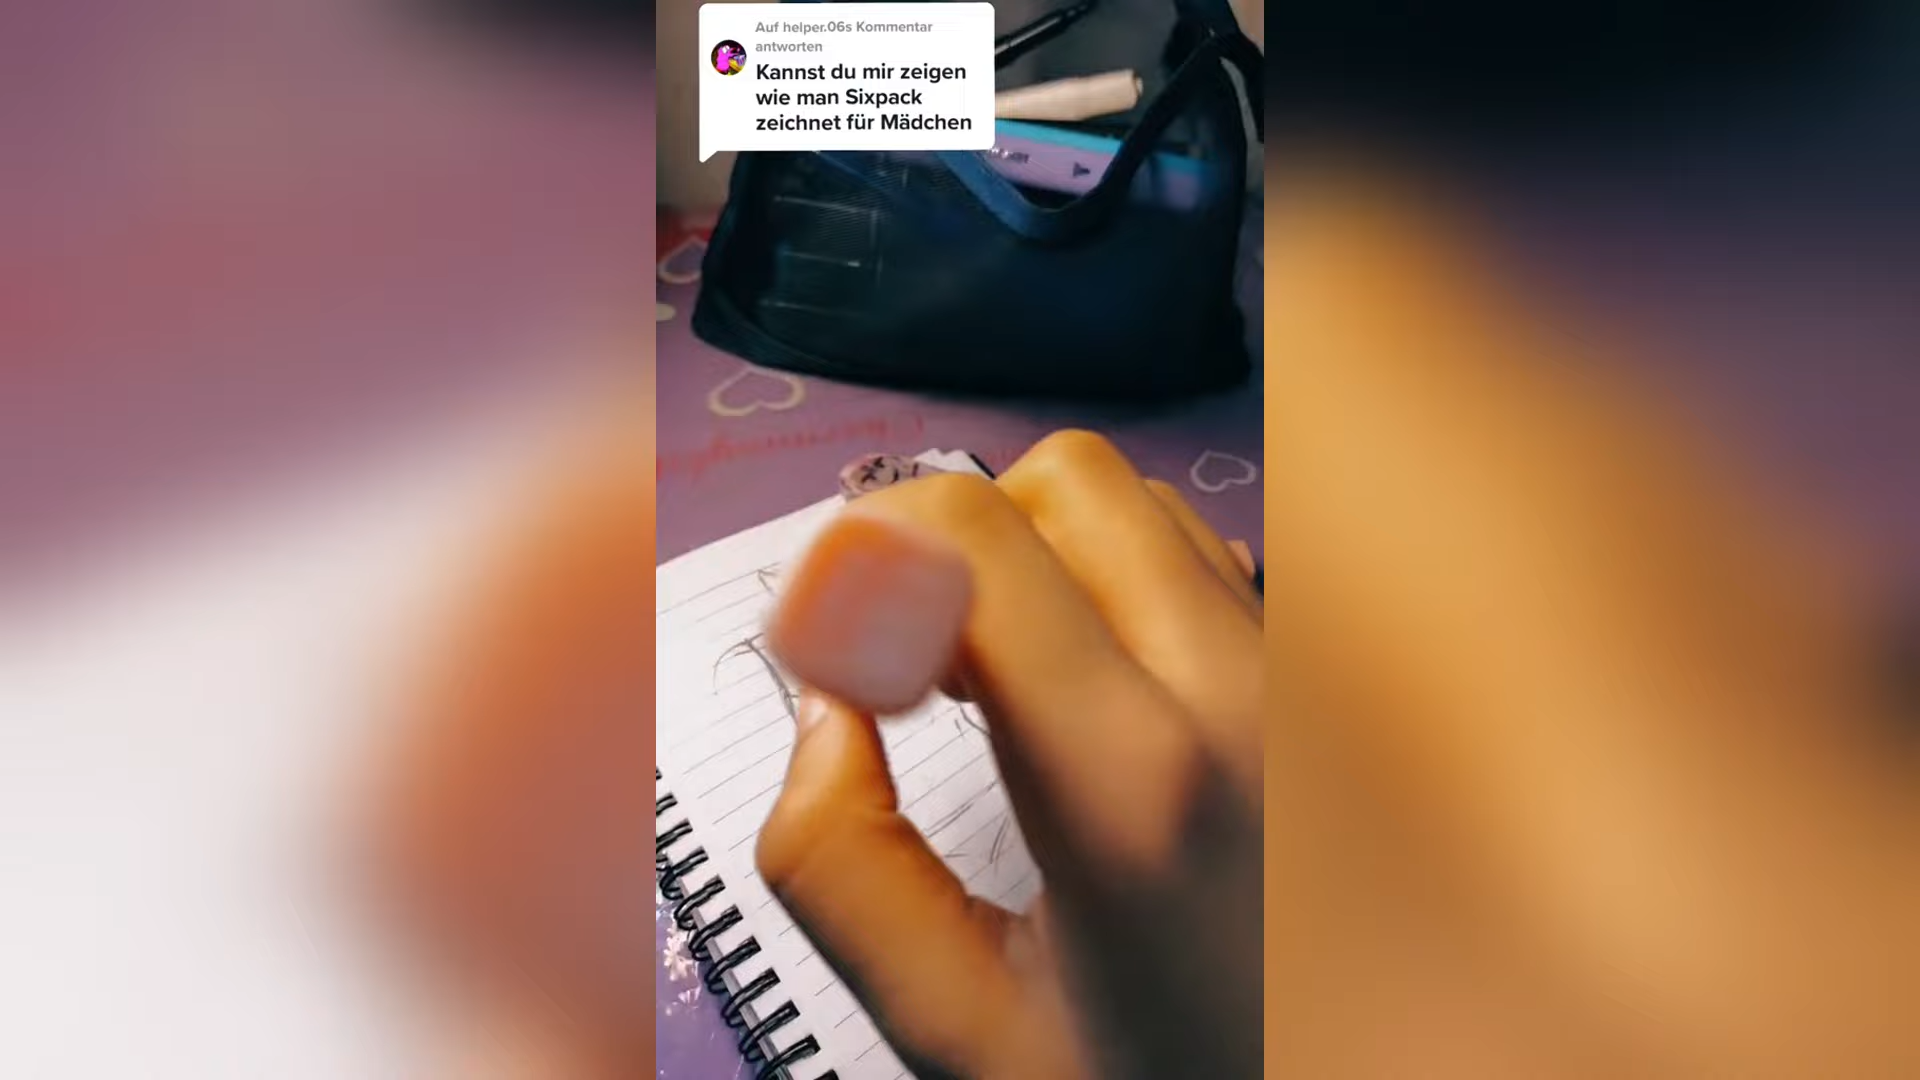 Auf helper.06s Kommentar
antworten
Kannst du mir zeigen
wie man Sixpack
zeichnet für Mädchen